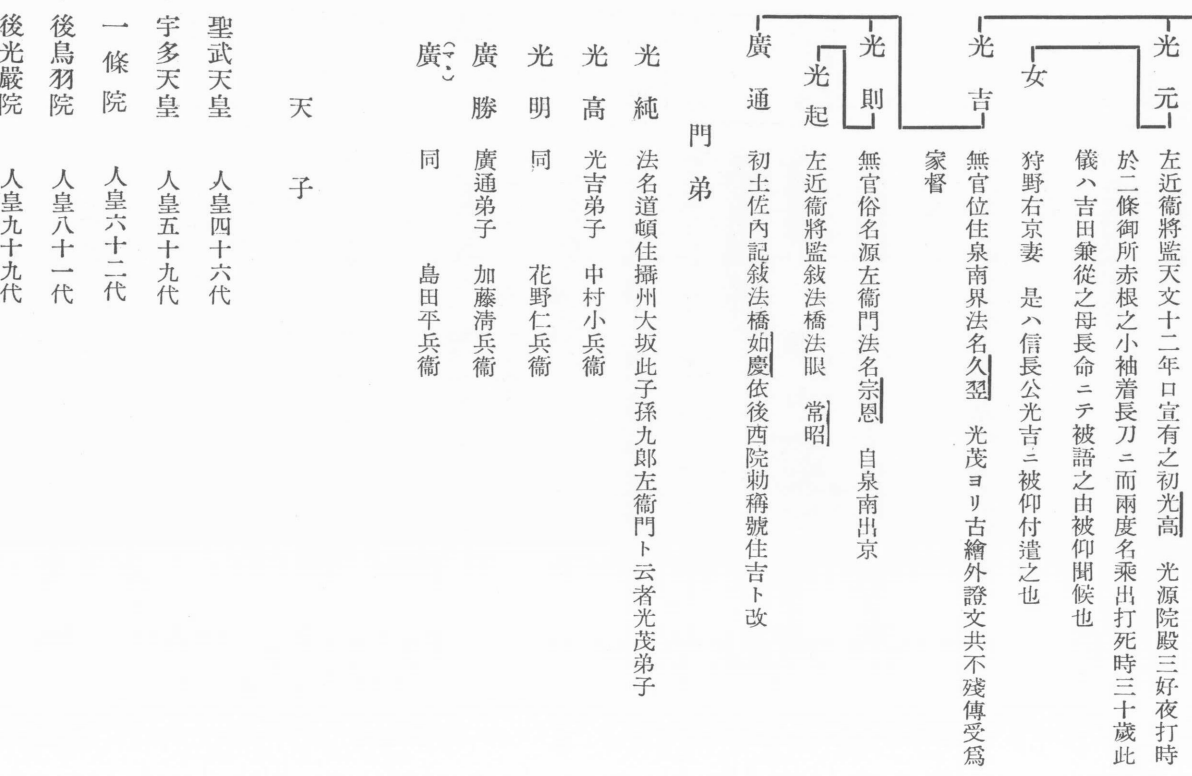 光元 左近衞將監天文十二年口宣有之初光高 光源院殿三好夜打時
於二條御所赤根之小袖着長刀ニ而兩度名乘出打死時三十歲此
儀ハ吉田兼從之母長命ニテ被語之由被仰聞候也
女 狩野右京妻 是ハ信長公光吉ニ被仰付遣之也
光吉 無官位住泉南界法名久翌 光茂ヨリ古繪外證文共不殘傳受爲
家督
光則 無官俗名源左衞門法名宗恩 自泉南出京
光起 左近衞將監敍法橋法眼 常昭
廣通 初土佐內記敍法橋如慶依後西院勅稱號住吉ト改
門弟
光純 法名道頓住攝州大坂此子孫九郎左衞門ト云者光茂弟子
光高 光吉弟子 中村小兵衞
光明 同 花野仁兵衞
廣勝 廣通弟子 加藤淸兵衞
廣(マヽ) 同 島田平兵衞
天子
聖武天皇 人皇四十六代
宇多天皇 人皇五十九代
一條院 人皇六十二代
後鳥羽院 人皇八十一代
後光嚴院 人皇九十九代